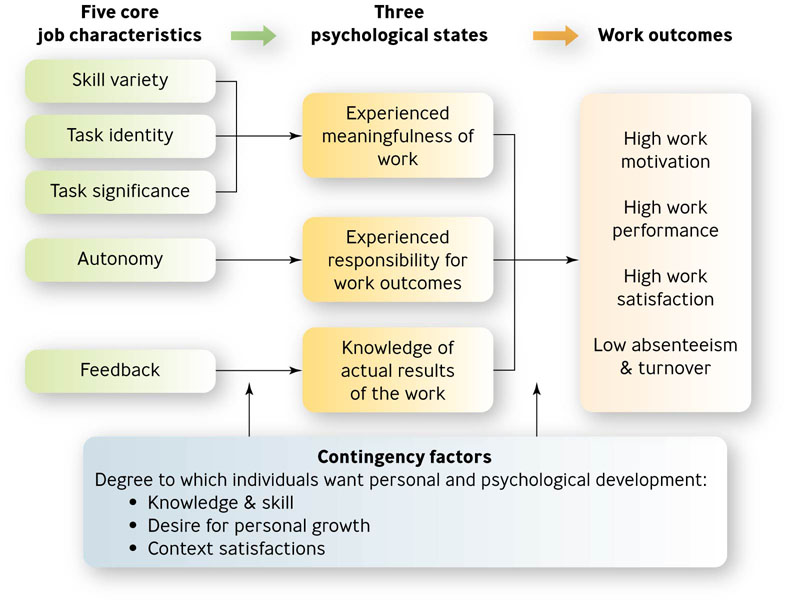 Five core
job characteristics
Three
psychological states
Work outcomes
Skill variety
Task identity
Task significance
Autonomy
Feedback
Experienced
meaningfulness of
work
Experienced
responsibility for
work outcomes
Knowledge of
actual results
of the work
High work
motivation
High work
performance
High work
satisfaction
Low absenteeism
& turnover
Contingency factors
Degree to which individuals want personal and psychological development:
• Knowledge & skill
• Desire for personal growth
• Context satisfactions